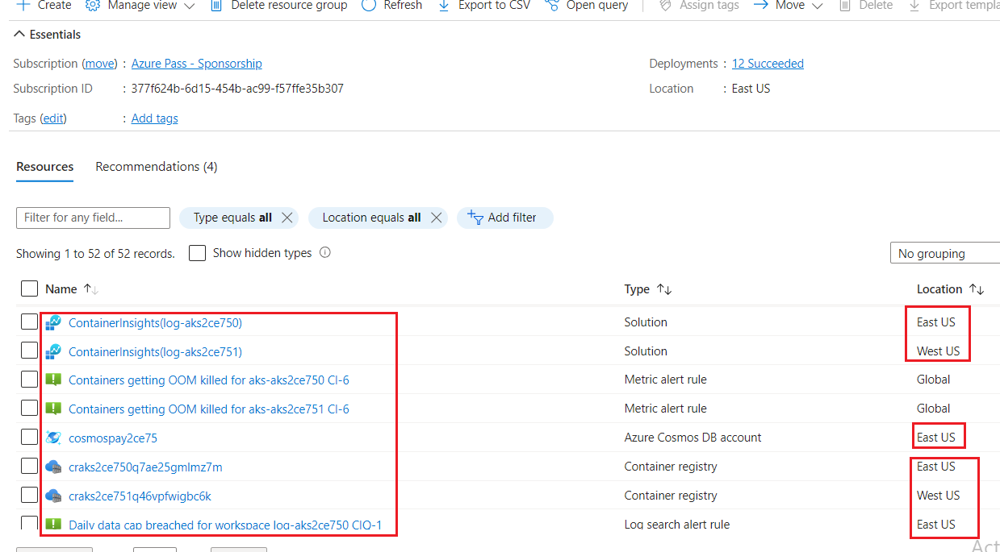 Create Manage view Delete resource group Refresh Export to CSV Open query Assign tags Move Delete Export templa
Essentials
Subscription (move) : Azure Pass - Sponsorship Deployments : 12 Succeeded
Subscription ID : 377f624b-6d15-454b-ac99-f57ffe35b307 Location : East US
Tags (edit) : Add tags
Resources Recommendations (4)
Filter for any field... Type equals all Location equals all Add filter
Showing 1 to 52 of 52 records. Show hidden types No grouping
Name Type Location
ContainerInsights(log-aks2ce750) Solution East US
ContainerInsights(log-aks2ce751) Solution West US
Containers getting OOM killed for aks-aks2ce750 CI-6 Metric alert rule Global
Containers getting OOM killed for aks-aks2ce751 CI-6 Metric alert rule Global
cosmospay2ce75 Azure Cosmos DB account East US
craks2ce750q7ae25gmlmz7m Container registry East US
craks2ce751q46vpfwigbc6k Container registry West US
Daily data cap breached for workspace log-aks2ce750 CIQ-1 Log search alert rule East US
Act